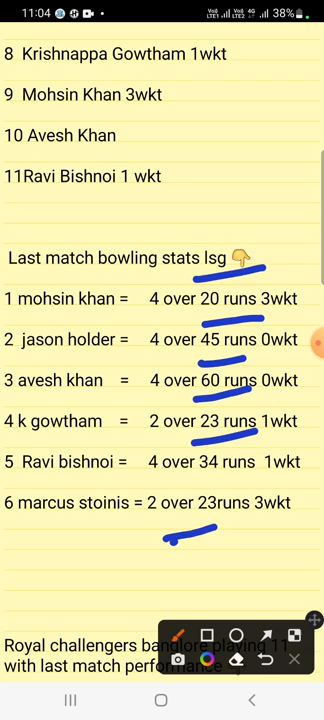 11:04 38%
8 Krishnappa Gowtham 1wkt
9 Mohsin Khan 3wkt
10 Avesh Khan
11Ravi Bishnoi 1 wkt
Last match bowling stats lsg 👇
1 mohsin khan = 4 over 20 runs 3wkt
2 jason holder = 4 over 45 runs 0wkt
3 avesh khan = 4 over 60 runs 0wkt
4 k gowtham = 2 over 23 runs 1wkt
5 Ravi bishnoi = 4 over 34 runs 1wkt
6 marcus stoinis = 2 over 23runs 3wkt
Royal challengers banglore playing 11
with last match performance